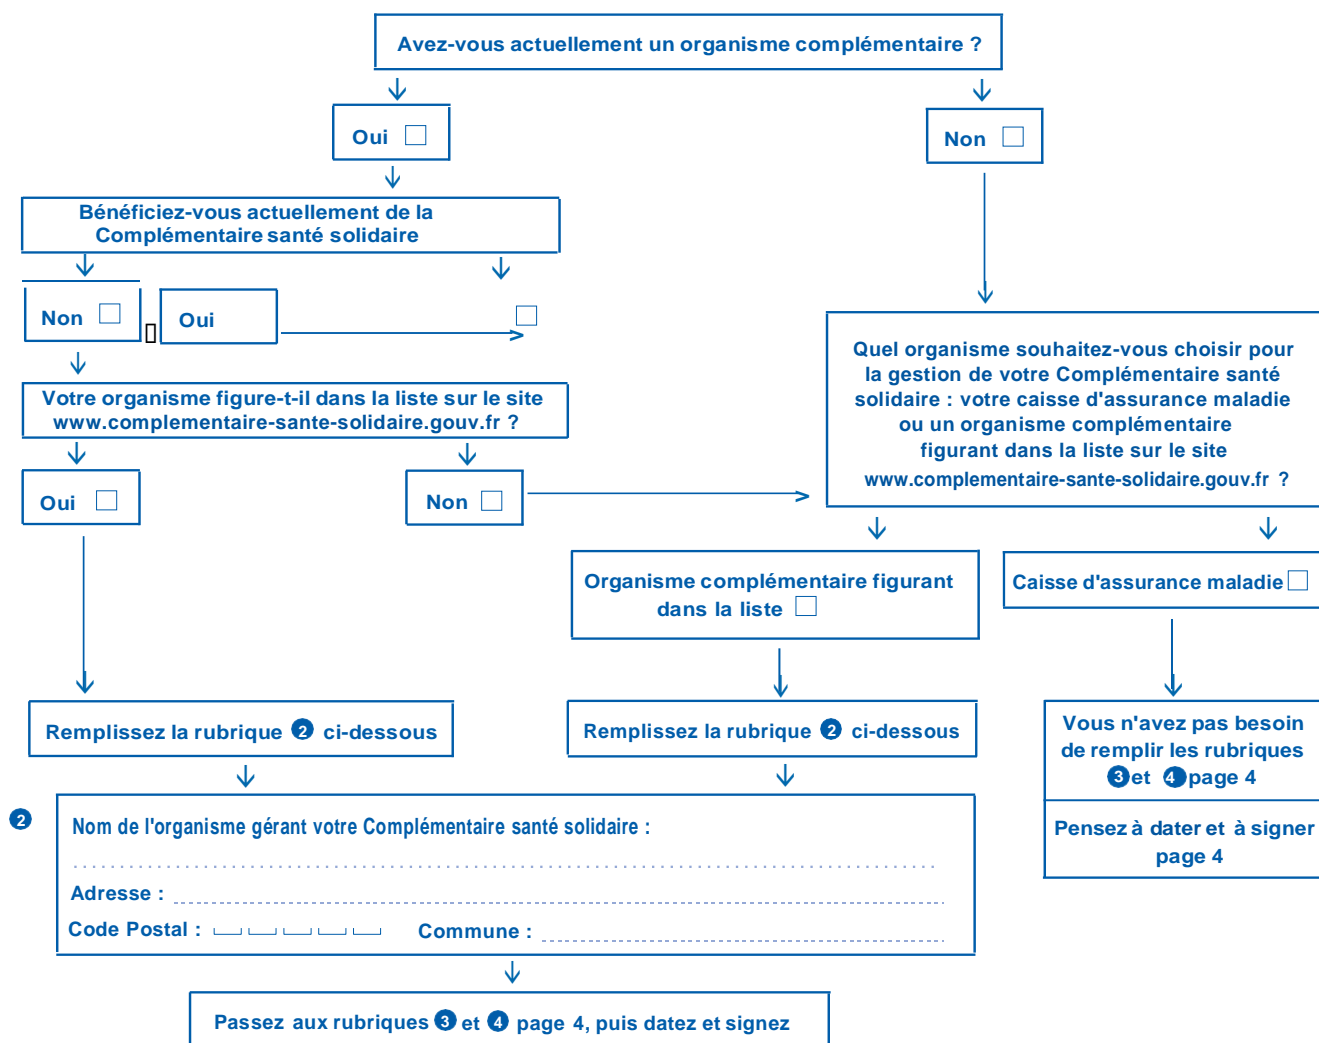 Avez-vous actuellement un organisme complémentaire ?
Oui
Non
Bénéficiez-vous actuellement de la
Complémentaire santé solidaire
Non
Oui
Votre organisme figure-t-il dans la liste sur le site
www.complementaire-sante-solidaire.gouv.fr ?
Oui
Non
Quel organisme souhaitez-vous choisir pour
la gestion de votre Complémentaire santé
solidaire : votre caisse d'assurance maladie
ou un organisme complémentaire
figurant dans la liste sur le site
www.complementaire-sante-solidaire.gouv.fr ?
Organisme complémentaire figurant
dans la liste
Caisse d'assurance maladie
Remplissez la rubrique 2 ci-dessous
Remplissez la rubrique 2 ci-dessous
Vous n'avez pas besoin
de remplir les rubriques
3 et 4 page 4
Pensez à dater et à signer
page 4
2
Nom de l'organisme gérant votre Complémentaire santé solidaire :
Adresse :
Code Postal : Commune :
Passez aux rubriques 3 et 4 page 4, puis datez et signez